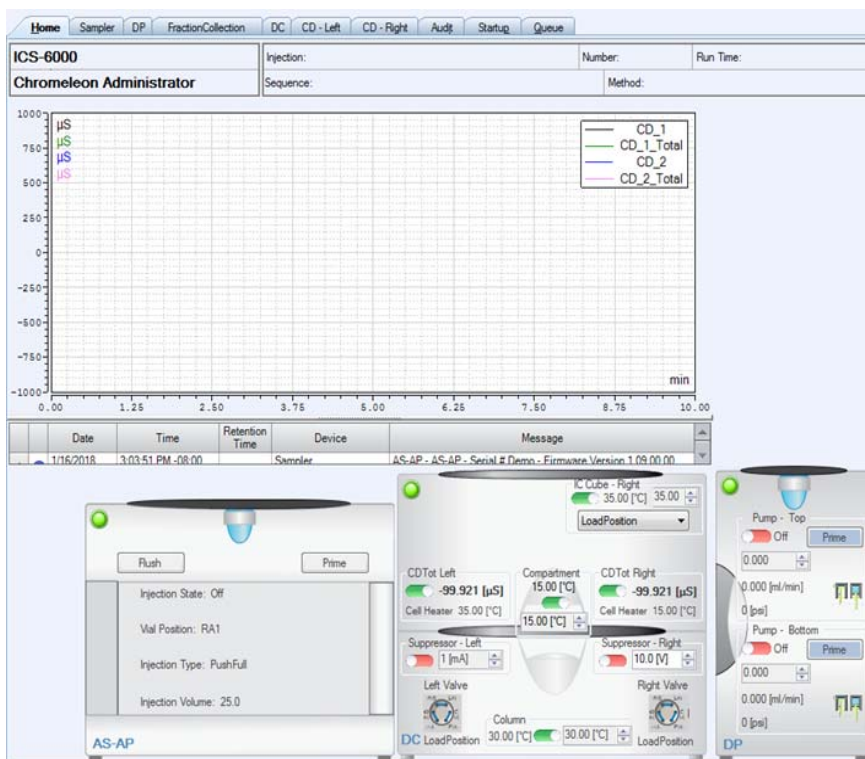 Home Sampler DP FractionCollection DC CD - Left CD - Right Audit Startup Queue
ICS-6000 Injection: Number: Run Time:
Chromeleon Administrator Sequence: Method:
1000
750
500
250
0
-250
-500
-750
-1000
µS
µS
µS
µS
CD_1
CD_1_Total
CD_2
CD_2_Total
min
0.00 1.25 2.50 3.75 5.00 6.25 7.50 8.75 10.00
Date Time Retention Time Device Message
1/16/2018 3:03:51 PM -08:00 Sampler AS-AP - AS-AP - Serial # Demo - Firmware Version 1.09.00.00
Flush Prime
Injection State: Off
Vial Position: RA1
Injection Type: PushFull
Injection Volume: 25.0
AS-AP
IC Cube - Right
35.00 [°C] 35.00
LoadPosition
CDTot Left
-99.921 [µS]
Cell Heater 35.00 [°C]
Compartment
15.00 [°C]
15.00 [°C]
CDTot Right
-99.921 [µS]
Cell Heater 15.00 [°C]
Suppressor - Left
1 [mA]
Suppressor - Right
10.0 [V]
Left Valve
LoadPosition
Right Valve
LoadPosition
Column
30.00 [°C] 30.00 [°C]
DC
Pump - Top
Off Prime
0.000
0.000 [ml/min]
0 [psi]
Pump - Bottom
Off Prime
0.000
0.000 [ml/min]
0 [psi]
DP